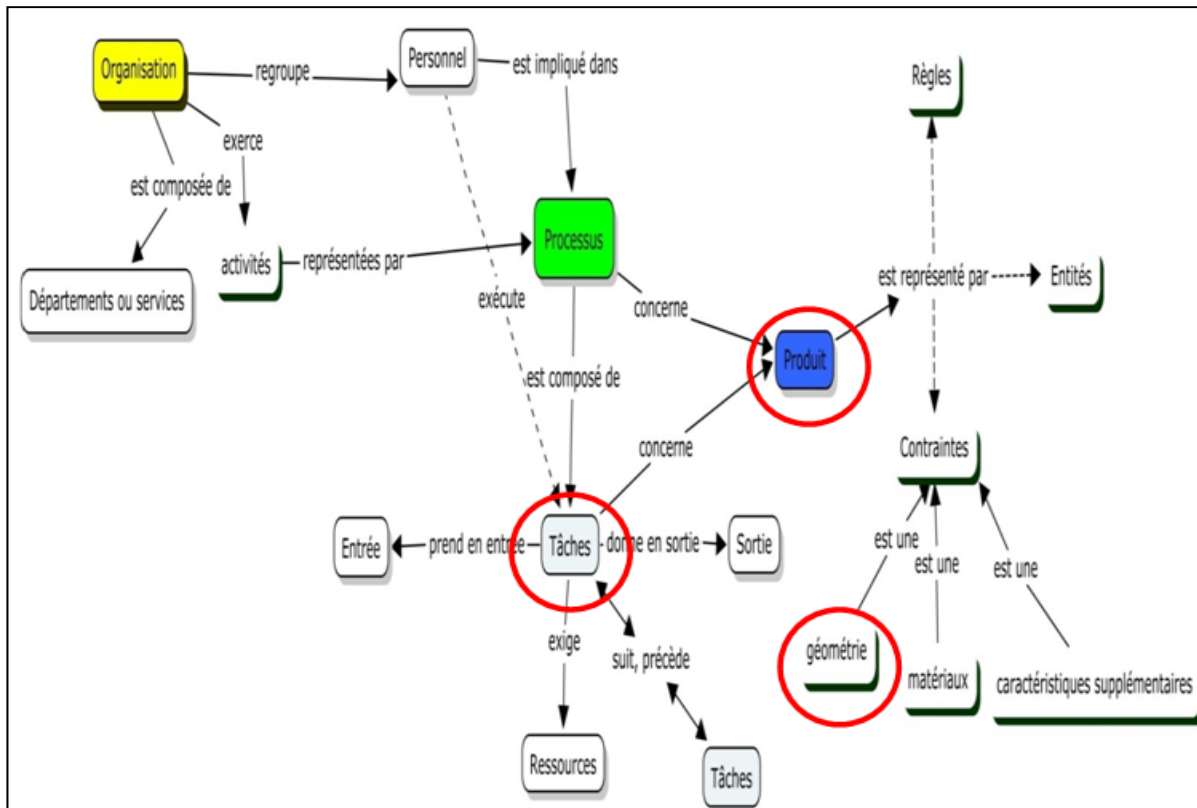 Organisation
regroupe
Personnel
est impliqué dans
Règles
exerce
est composée de
Processus
activités
représentées par
est représenté par
Entités
Départements ou services
exécute
concerne
Produit
est composé de
concerne
Contraintes
Entrée
prend en entrée
Tâches
donne en sortie
Sortie
est une
est une
est une
exige
suit, précède
géométrie
matériaux
caractéristiques supplémentaires
Ressources
Tâches